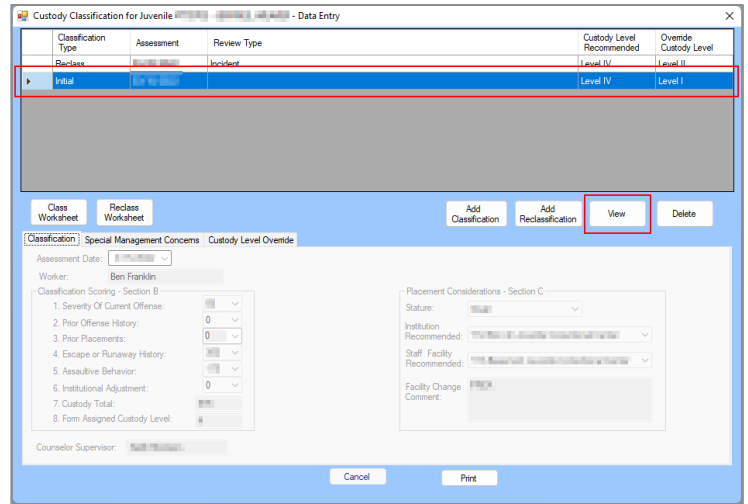 Custody Classification for Juvenile - Data Entry
Classification Type Assessment Review Type Custody Level Recommended Override Custody Level
Reclass Incident Level IV Level II
Initial Level IV Level I
Class Worksheet Reclass Worksheet Add Classification Add Reclassification View Delete
Classification Special Management Concerns Custody Level Override
Assessment Date:
Worker: Ben Franklin
Classification Scoring - Section B
1. Severity Of Current Offense:
2. Prior Offense History: 0
3. Prior Placements: 0
4. Escape or Runaway History:
5. Assaultive Behavior:
6. Institutional Adjustment: 0
7. Custody Total:
8. Form Assigned Custody Level:
Placement Considerations - Section C
Stature:
Institution Recommended:
Staff Facility Recommended:
Facility Change Comment:
Counselor Supervisor:
Cancel Print